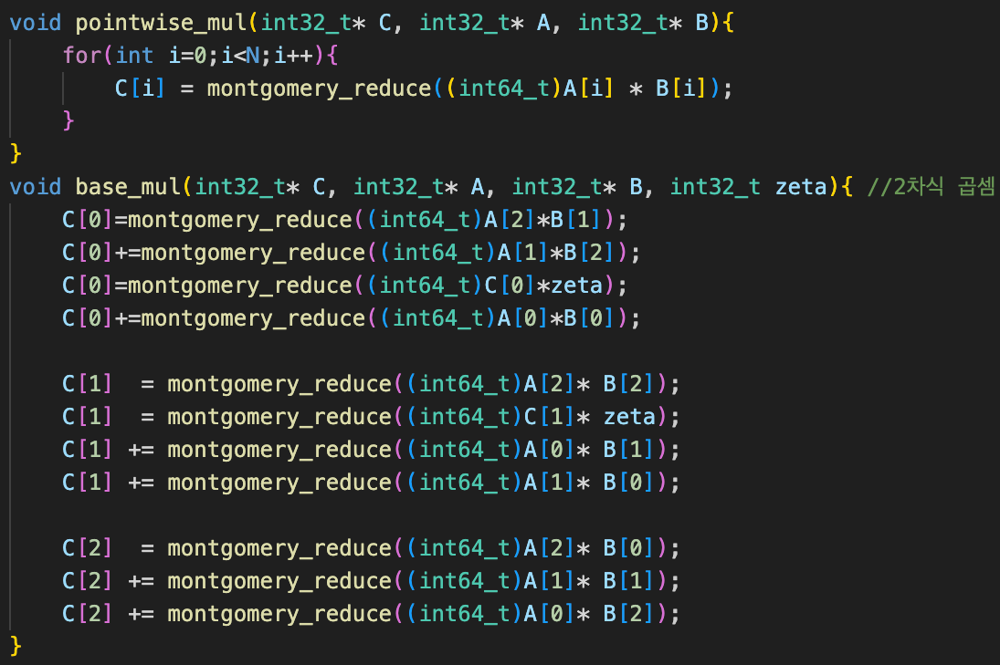 void pointwise_mul(int32_t* C, int32_t* A, int32_t* B){
    for(int i=0;i<N;i++){
        C[i] = montgomery_reduce((int64_t)A[i] * B[i]);
    }
}
void base_mul(int32_t* C, int32_t* A, int32_t* B, int32_t zeta){ //2차식 곱셈
    C[0]=montgomery_reduce((int64_t)A[2]*B[1]);
    C[0]+=montgomery_reduce((int64_t)A[1]*B[2]);
    C[0]=montgomery_reduce((int64_t)C[0]*zeta);
    C[0]+=montgomery_reduce((int64_t)A[0]*B[0]);

    C[1]  = montgomery_reduce((int64_t)A[2]* B[2]);
    C[1]  = montgomery_reduce((int64_t)C[1]* zeta);
    C[1] += montgomery_reduce((int64_t)A[0]* B[1]);
    C[1] += montgomery_reduce((int64_t)A[1]* B[0]);

    C[2]  = montgomery_reduce((int64_t)A[2]* B[0]);
    C[2] += montgomery_reduce((int64_t)A[1]* B[1]);
    C[2] += montgomery_reduce((int64_t)A[0]* B[2]);
}